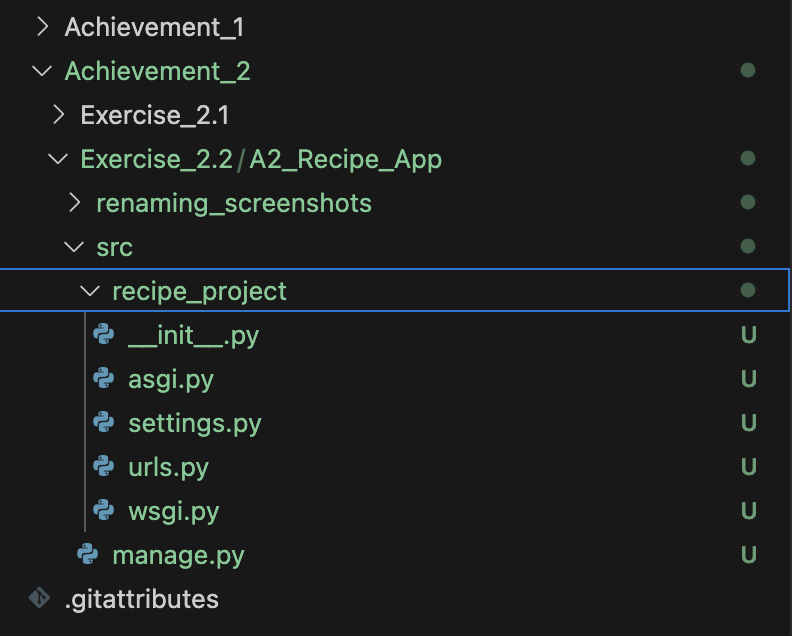 Achievement_1
Achievement_2
Exercise_2.1
Exercise_2.2/A2_Recipe_App
renaming_screenshots
src
recipe_project
__init__.py U
asgi.py U
settings.py U
urls.py U
wsgi.py U
manage.py U
.gitattributes